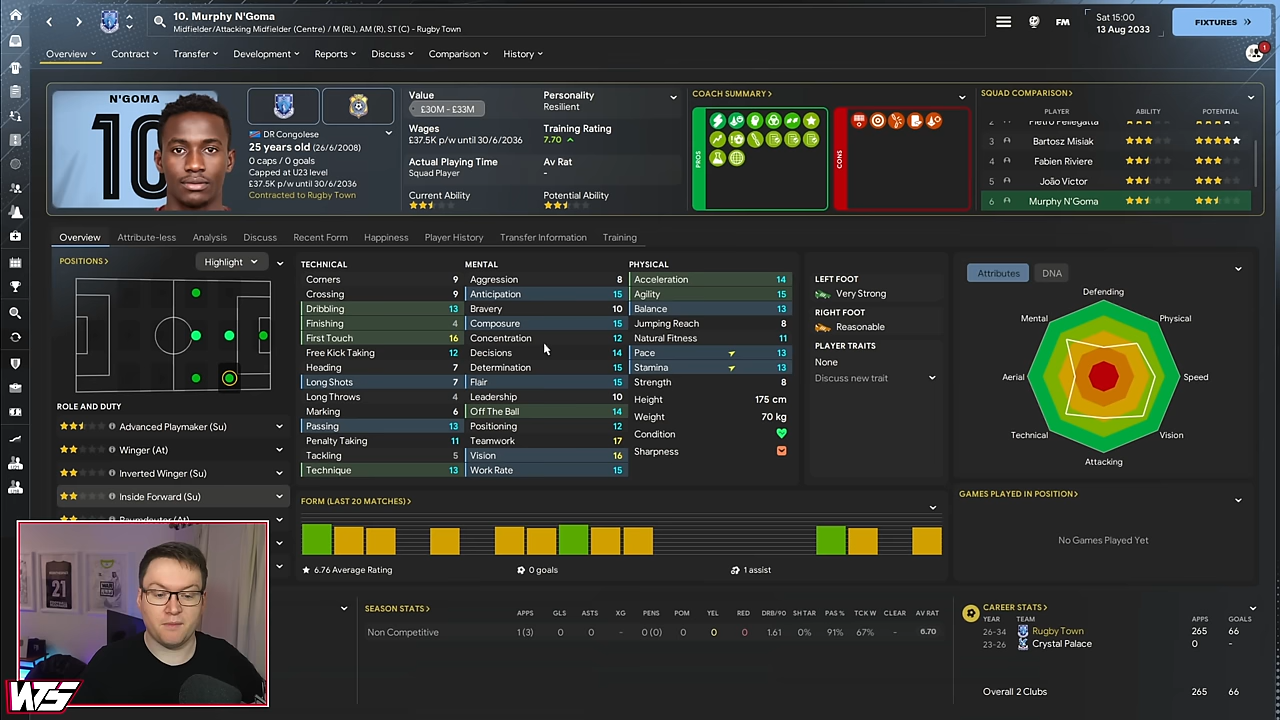 10. Murphy N'Goma
Midfielder/Attacking Midfielder (Centre) / M (RL), AM (R), ST (C) - Rugby Town
FM
Sat 15:00
13 Aug 2033
FIXTURES
Overview
Contract
Transfer
Development
Reports
Discuss
Comparison
History
1
N'GOMA
10
DR Congolese
25 years old (26/6/2008)
0 caps / 0 goals
Capped at U23 level
£37.5K p/w until 30/6/2036
Contracted to Rugby Town
Value
£30M - £33M
Wages
£37.5K p/w until 30/6/2036
Actual Playing Time
Squad Player
Current Ability
Personality
Resilient
Training Rating
7.70
Av Rat
-
Potential Ability
COACH SUMMARY >
PROS
CONS
SQUAD COMPARISON >
PLAYER ABILITY POTENTIAL
2 Pietro Pellegatta
3 Bartosz Misiak
4 Fabien Riviere
5 João Victor
6 Murphy N'Goma
Overview
Attribute-less
Analysis
Discuss
Recent Form
Happiness
Player History
Transfer Information
Training
POSITIONS >
Highlight
ROLE AND DUTY
Advanced Playmaker (Su)
Winger (At)
Inverted Winger (Su)
Inside Forward (Su)
Raumdeuter (At)
TECHNICAL
Corners 9
Crossing 9
Dribbling 13
Finishing 4
First Touch 16
Free Kick Taking 12
Heading 7
Long Shots 7
Long Throws 4
Marking 6
Passing 13
Penalty Taking 11
Tackling 5
Technique 13
MENTAL
Aggression 8
Anticipation 15
Bravery 10
Composure 15
Concentration 12
Decisions 14
Determination 15
Flair 15
Leadership 10
Off The Ball 14
Positioning 12
Teamwork 17
Vision 16
Work Rate 15
PHYSICAL
Acceleration 14
Agility 15
Balance 13
Jumping Reach 8
Natural Fitness 11
Pace 13
Stamina 13
Strength 8
Height 175 cm
Weight 70 kg
Condition
Sharpness
LEFT FOOT
Very Strong
RIGHT FOOT
Reasonable
PLAYER TRAITS
None
Discuss new trait
Attributes
DNA
Defending
Physical
Speed
Vision
Attacking
Technical
Aerial
Mental
FORM (LAST 20 MATCHES) >
6.76 Average Rating
0 goals
1 assist
GAMES PLAYED IN POSITION >
No Games Played Yet
SEASON STATS >
APPS GLS ASTS XG PENS POM YEL RED DRB/90 SH TAR PAS % TCK W CLEAR AV RAT
Non Competitive 1 (3) 0 0 - 0 (0) 0 0 0 1.61 0% 91% 67% - 6.70
CAREER STATS >
YEAR TEAM APPS GOALS
26-34 Rugby Town 265 66
23-26 Crystal Palace 0 -
Overall 2 Clubs 265 66
21
WTS